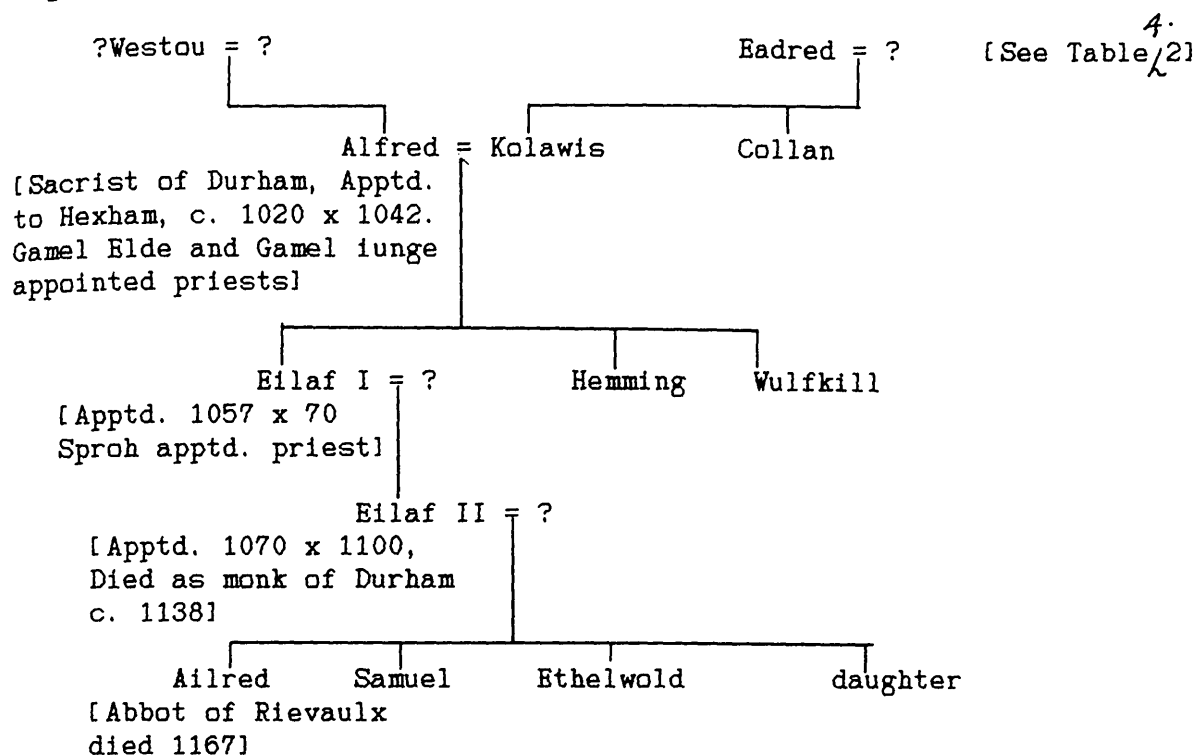 ?Westou = ? Eadred = ? [See Table 4.2]
Alfred = Kolawis Collan
[Sacrist of Durham, Apptd.
to Hexham, c. 1020 x 1042.
Gamel Elde and Gamel iunge
appointed priests]
Eilaf I = ? Hemming Wulfkill
[Apptd. 1057 x 70
Sproh apptd. priest]
Eilaf II = ?
[Apptd. 1070 x 1100,
Died as monk of Durham
c. 1138]
Ailred Samuel Ethelwold daughter
[Abbot of Rievaulx
died 1167]